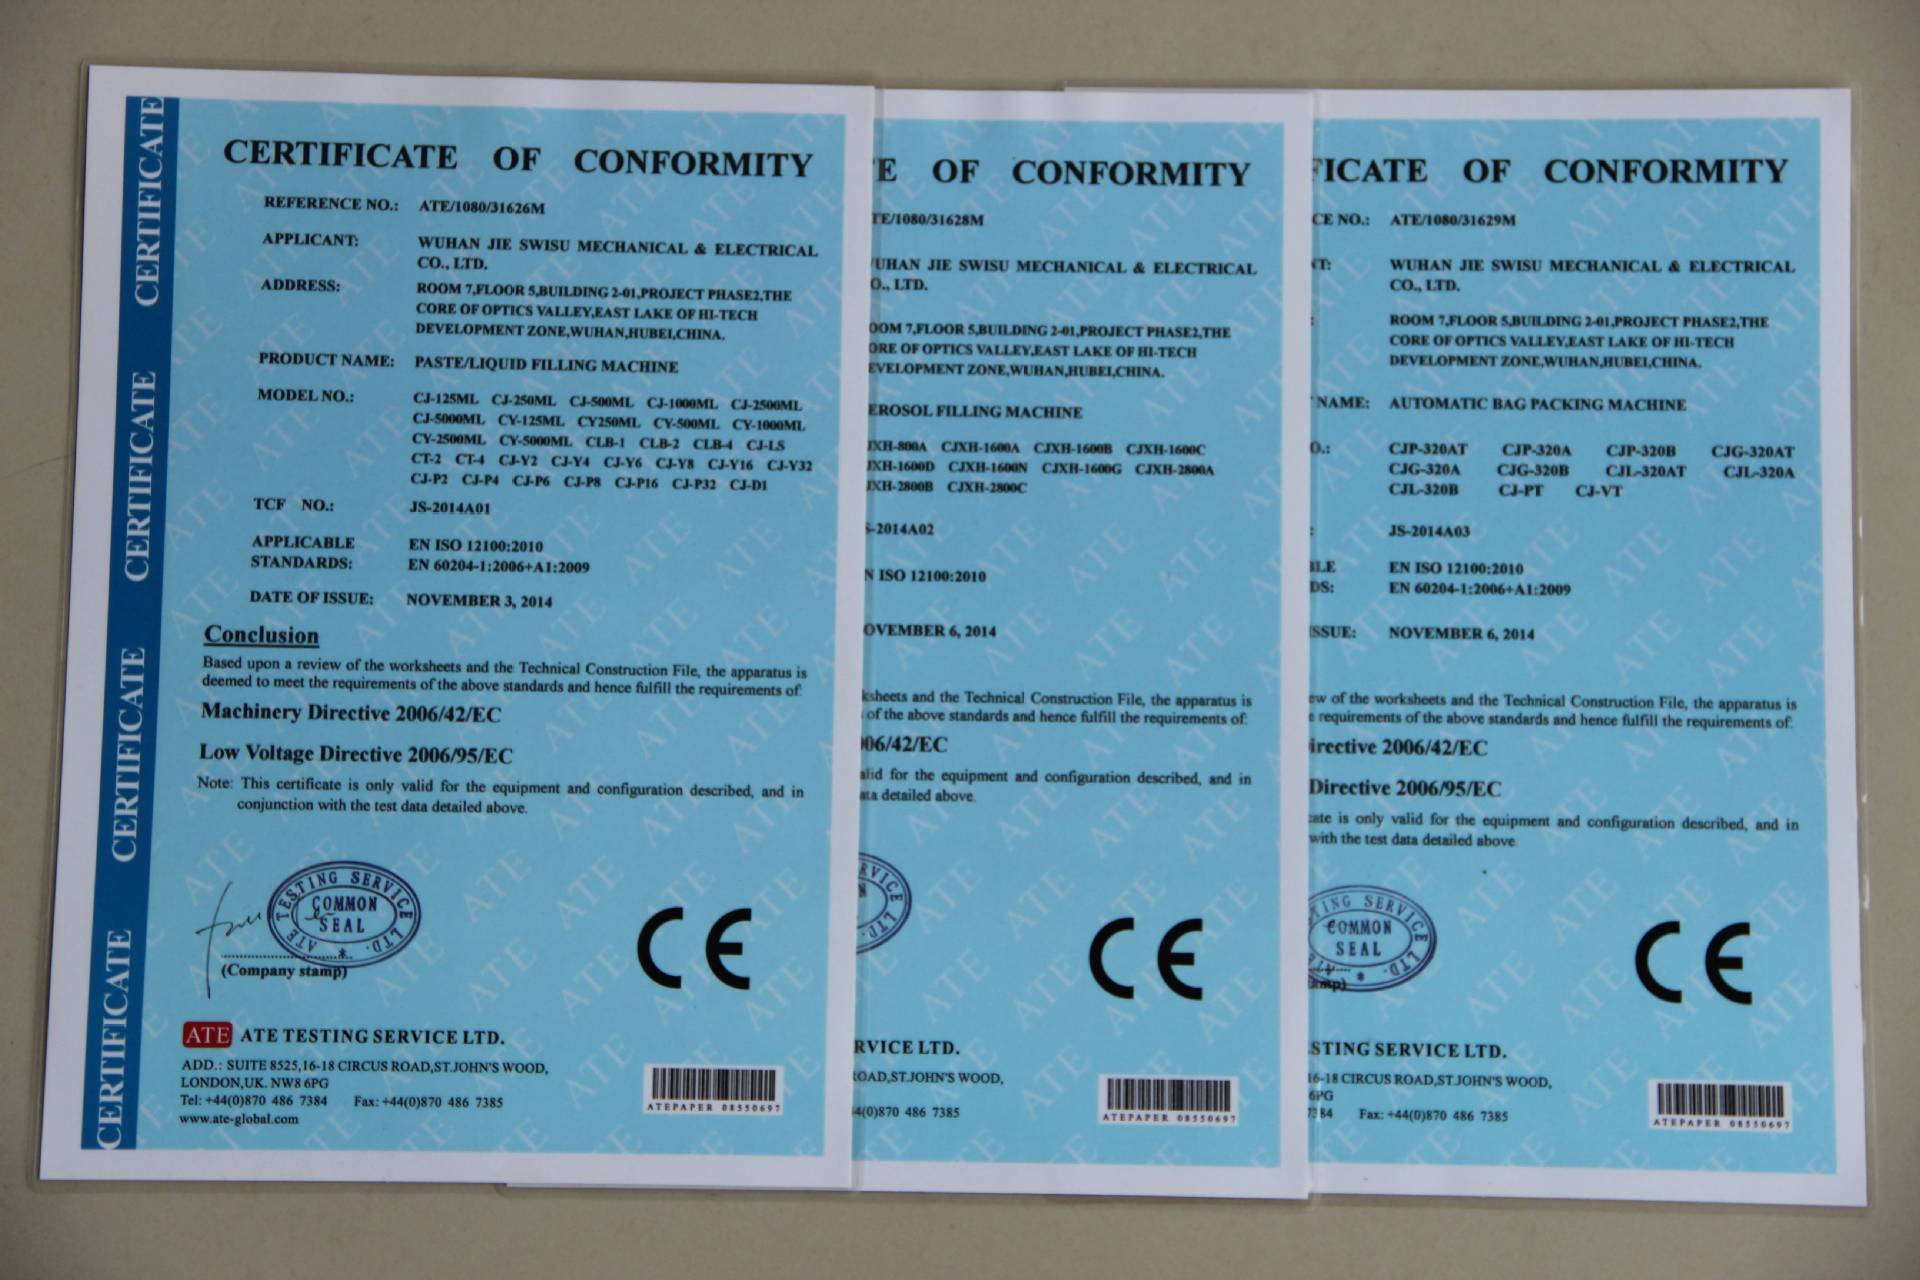 CERTIFICATE CERTIFICATE CERTIFICATE CERTIFICATE
CERTIFICATE OF CONFORMITY
REFERENCE NO.: ATE/1080/31626M
APPLICANT: WUHAN JIE SWISU MECHANICAL & ELECTRICAL
CO., LTD.
ADDRESS: ROOM 7,FLOOR 5,BUILDING 2-01,PROJECT PHASE2,THE
CORE OF OPTICS VALLEY,EAST LAKE OF HI-TECH
DEVELOPMENT ZONE,WUHAN,HUBEI,CHINA.
PRODUCT NAME: PASTE/LIQUID FILLING MACHINE
MODEL NO.: CJ-125ML CJ-250ML CJ-500ML CJ-1000ML CJ-2500ML
CJ-5000ML CY-125ML CY250ML CY-500ML CY-1000ML
CY-2500ML CY-5000ML CLB-1 CLB-2 CLB-4 CJ-LS
CT-2 CT-4 CJ-Y2 CJ-Y4 CJ-Y6 CJ-Y8 CJ-Y16 CJ-Y32
CJ-P2 CJ-P4 CJ-P6 CJ-P8 CJ-P16 CJ-P32 CJ-D1
TCF NO.: JS-2014A01
APPLICABLE EN ISO 12100:2010
STANDARDS: EN 60204-1:2006+A1:2009
DATE OF ISSUE: NOVEMBER 3, 2014
Conclusion
Based upon a review of the worksheets and the Technical Construction File, the apparatus is
deemed to meet the requirements of the above standards and hence fulfill the requirements of:
Machinery Directive 2006/42/EC
Low Voltage Directive 2006/95/EC
Note: This certificate is only valid for the equipment and configuration described, and in
conjunction with the test data detailed above.
ATE TESTING SERVICE LTD.
COMMON
SEAL
*
(Company stamp)
CE
ATE ATE TESTING SERVICE LTD.
ADD.: SUITE 8525,16-18 CIRCUS ROAD,ST.JOHN'S WOOD,
LONDON,UK. NW8 6PG
Tel: +44(0)870 486 7384 Fax: +44(0)870 486 7385
www.ate-global.com
ATEPAPER 08550697
E OF CONFORMITY
TE/1080/31628M
UHAN JIE SWISU MECHANICAL & ELECTRICAL
O., LTD.
OOM 7,FLOOR 5,BUILDING 2-01,PROJECT PHASE2,THE
ORE OF OPTICS VALLEY,EAST LAKE OF HI-TECH
EVELOPMENT ZONE,WUHAN,HUBEI,CHINA.
EROSOL FILLING MACHINE
JXH-800A CJXH-1600A CJXH-1600B CJXH-1600C
JXH-1600D CJXH-1600N CJXH-1600G CJXH-2800A
JXH-2800B CJXH-2800C
S-2014A02
N ISO 12100:2010
OVEMBER 6, 2014
ksheets and the Technical Construction File, the apparatus is
of the above standards and hence fulfill the requirements of:
06/42/EC
alid for the equipment and configuration described, and in
ata detailed above.
RVICE
CE
RVICE LTD.
ROAD,ST.JOHN'S WOOD,
44(0)870 486 7385
ATEPAPER 08550697
FICATE OF CONFORMITY
CE NO.: ATE/1080/31629M
NT: WUHAN JIE SWISU MECHANICAL & ELECTRICAL
CO., LTD.
ROOM 7,FLOOR 5,BUILDING 2-01,PROJECT PHASE2,THE
CORE OF OPTICS VALLEY,EAST LAKE OF HI-TECH
DEVELOPMENT ZONE,WUHAN,HUBEI,CHINA.
NAME: AUTOMATIC BAG PACKING MACHINE
O.: CJP-320AT CJP-320A CJP-320B CJG-320AT
CJG-320A CJG-320B CJL-320AT CJL-320A
CJL-320B CJ-PT CJ-VT
: JS-2014A03
BLE EN ISO 12100:2010
DS: EN 60204-1:2006+A1:2009
ISSUE: NOVEMBER 6, 2014
ew of the worksheets and the Technical Construction File, the apparatus is
e requirements of the above standards and hence fulfill the requirements of:
irective 2006/42/EC
Directive 2006/95/EC
cate is only valid for the equipment and configuration described, and in
with the test data detailed above.
TING SERVICE LTD.
COMMON
SEAL
*
amp)
CE
STING SERVICE LTD.
16-18 CIRCUS ROAD,ST.JOHN'S WOOD,
6PG
7384 Fax: +44(0)870 486 7385
ATEPAPER 08550697